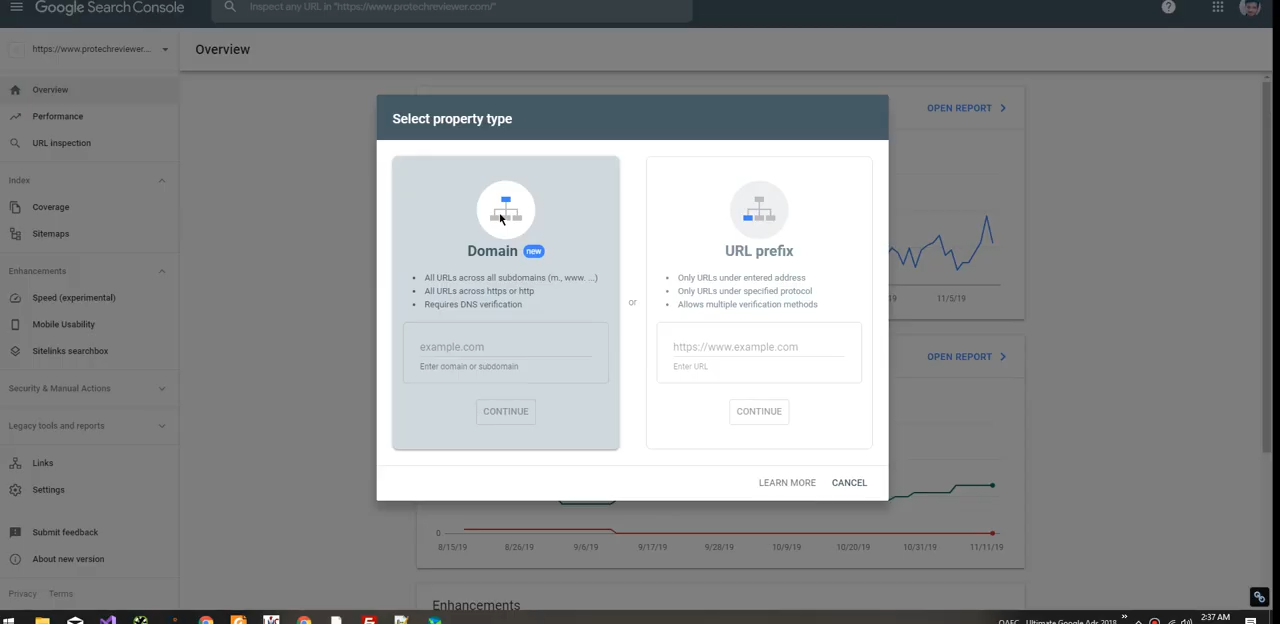 Google Search Console
Inspect any URL in "https://www.protechreviewer.com/"
https://www.protechreviewer...
Overview
Overview
Performance
URL inspection
Index
Coverage
Sitemaps
Enhancements
Speed (experimental)
Mobile Usability
Sitelinks searchbox
Security & Manual Actions
Legacy tools and reports
Links
Settings
Submit feedback
About new version
Privacy Terms
OPEN REPORT
11/5/19
OPEN REPORT
Select property type
Domain new
All URLs across all subdomains (m., www. ...)
All URLs across https or http
Requires DNS verification
example.com
Enter domain or subdomain
CONTINUE
or
URL prefix
Only URLs under entered address
Only URLs under specified protocol
Allows multiple verification methods
https://www.example.com
Enter URL
CONTINUE
LEARN MORE CANCEL
0
8/15/19 8/26/19 9/6/19 9/17/19 9/28/19 10/9/19 10/20/19 10/31/19 11/11/19
Enhancements
Ultimate Google Ads 2018
2:37 AM